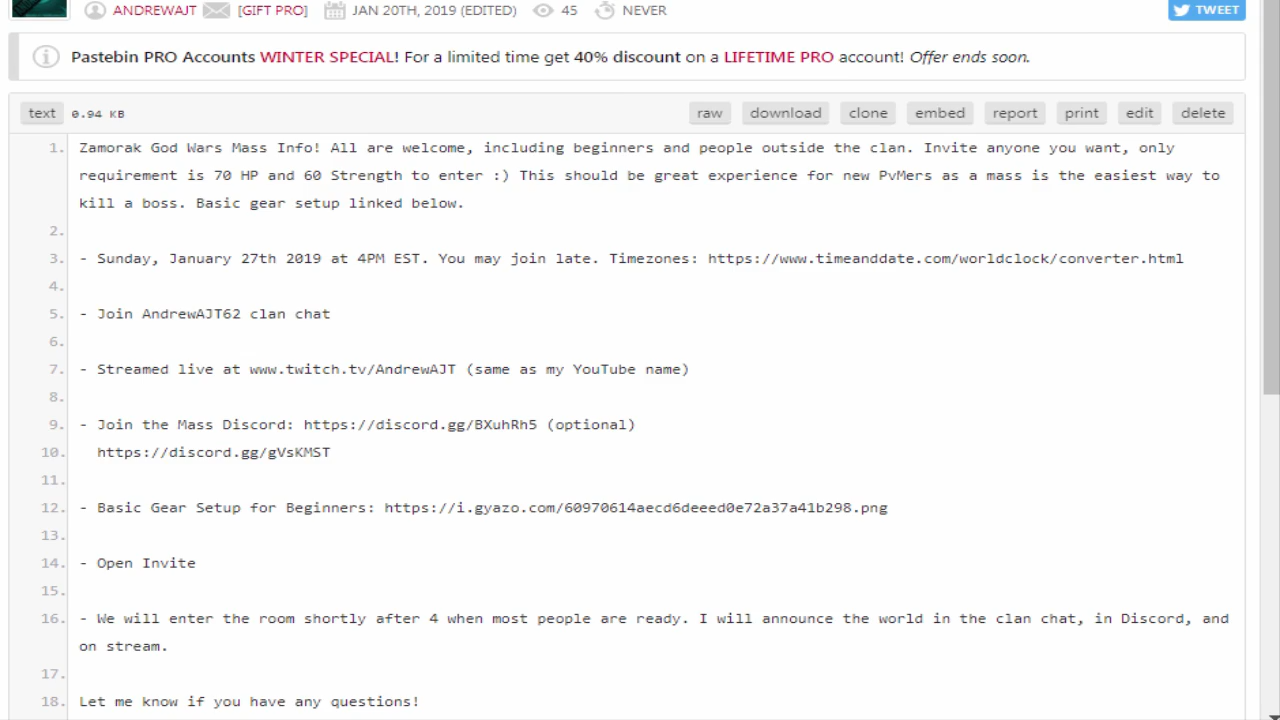 ANDREWAJT [GIFT PRO] JAN 20TH, 2019 (EDITED) 45 NEVER TWEET
Pastebin PRO Accounts WINTER SPECIAL! For a limited time get 40% discount on a LIFETIME PRO account! Offer ends soon.
text 0.94 KB raw download clone embed report print edit delete
1. Zamorak God Wars Mass Info! All are welcome, including beginners and people outside the clan. Invite anyone you want, only
requirement is 70 HP and 60 Strength to enter :) This should be great experience for new PvMers as a mass is the easiest way to
kill a boss. Basic gear setup linked below.
2.
3. - Sunday, January 27th 2019 at 4PM EST. You may join late. Timezones: https://www.timeanddate.com/worldclock/converter.html
4.
5. - Join AndrewAJT62 clan chat
6.
7. - Streamed live at www.twitch.tv/AndrewAJT (same as my YouTube name)
8.
9. - Join the Mass Discord: https://discord.gg/BXuhRh5 (optional)
10. https://discord.gg/gVsKMST
11.
12. - Basic Gear Setup for Beginners: https://i.gyazo.com/60970614aecd6deeed0e72a37a41b298.png
13.
14. - Open Invite
15.
16. - We will enter the room shortly after 4 when most people are ready. I will announce the world in the clan chat, in Discord, and
on stream.
17.
18. Let me know if you have any questions!